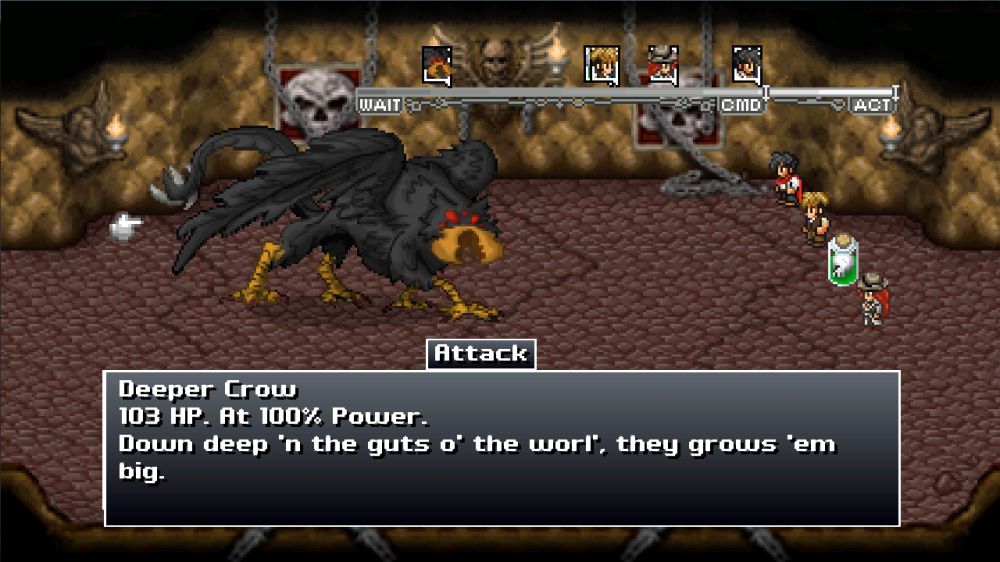 WAIT CMD ACT
Attack
Deeper Crow
103 HP. At 100% Power.
Down deep 'n the guts o' the worl', they grows 'em
big.